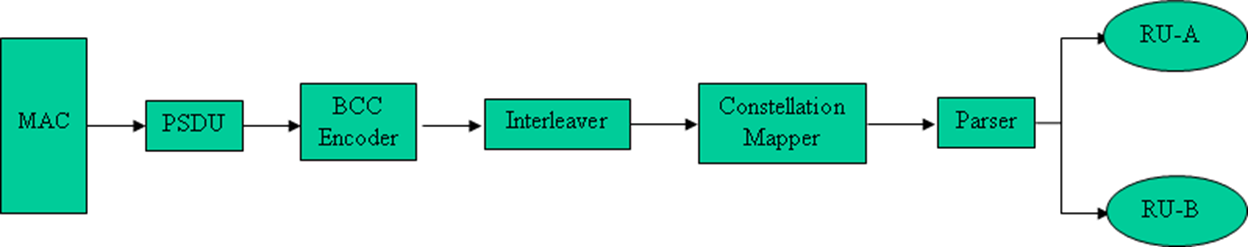 MAC
PSDU
BCC
Encoder
Interleaver
Constellation
Mapper
Parser
RU-A
RU-B